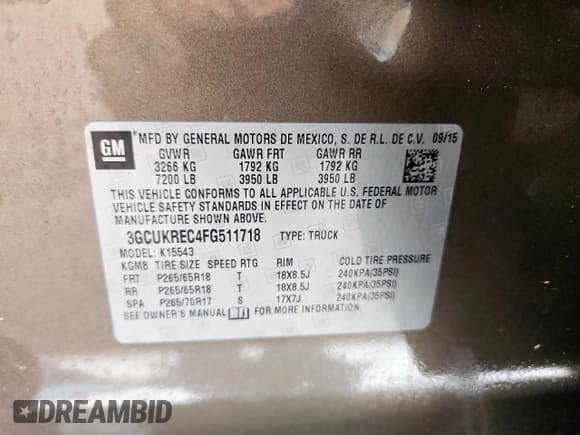 GM
*MFD BY GENERAL MOTORS DE MEXICO, S. DE R.L. DE C.V. 09/15
GVWR GAWR FRT GAWR RR
3266 KG 1792 KG 1792 KG
7200 LB 3950 LB 3950 LB
THIS VEHICLE CONFORMS TO ALL APPLICABLE U.S. FEDERAL MOTOR
VEHICLE SAFETY STANDARDS IN EFFECT ON THE DATE OF
MANUFACTURE SHOWN ABOVE.
3GCUKREC4FG511718 TYPE: TRUCK
MODEL: K15543
KGM8 TIRE SIZE SPEED RTG RIM COLD TIRE PRESSURE
FRT P265/65R18 T 18X8.5J 240KPA(35PSI)
RR P265/65R18 T 18X8.5J 240KPA(35PSI)
SPA P265/70R17 S 17X7J 240KPA(35PSI)
SEE OWNER'S MANUAL FOR MORE INFORMATION.
DREAMBID